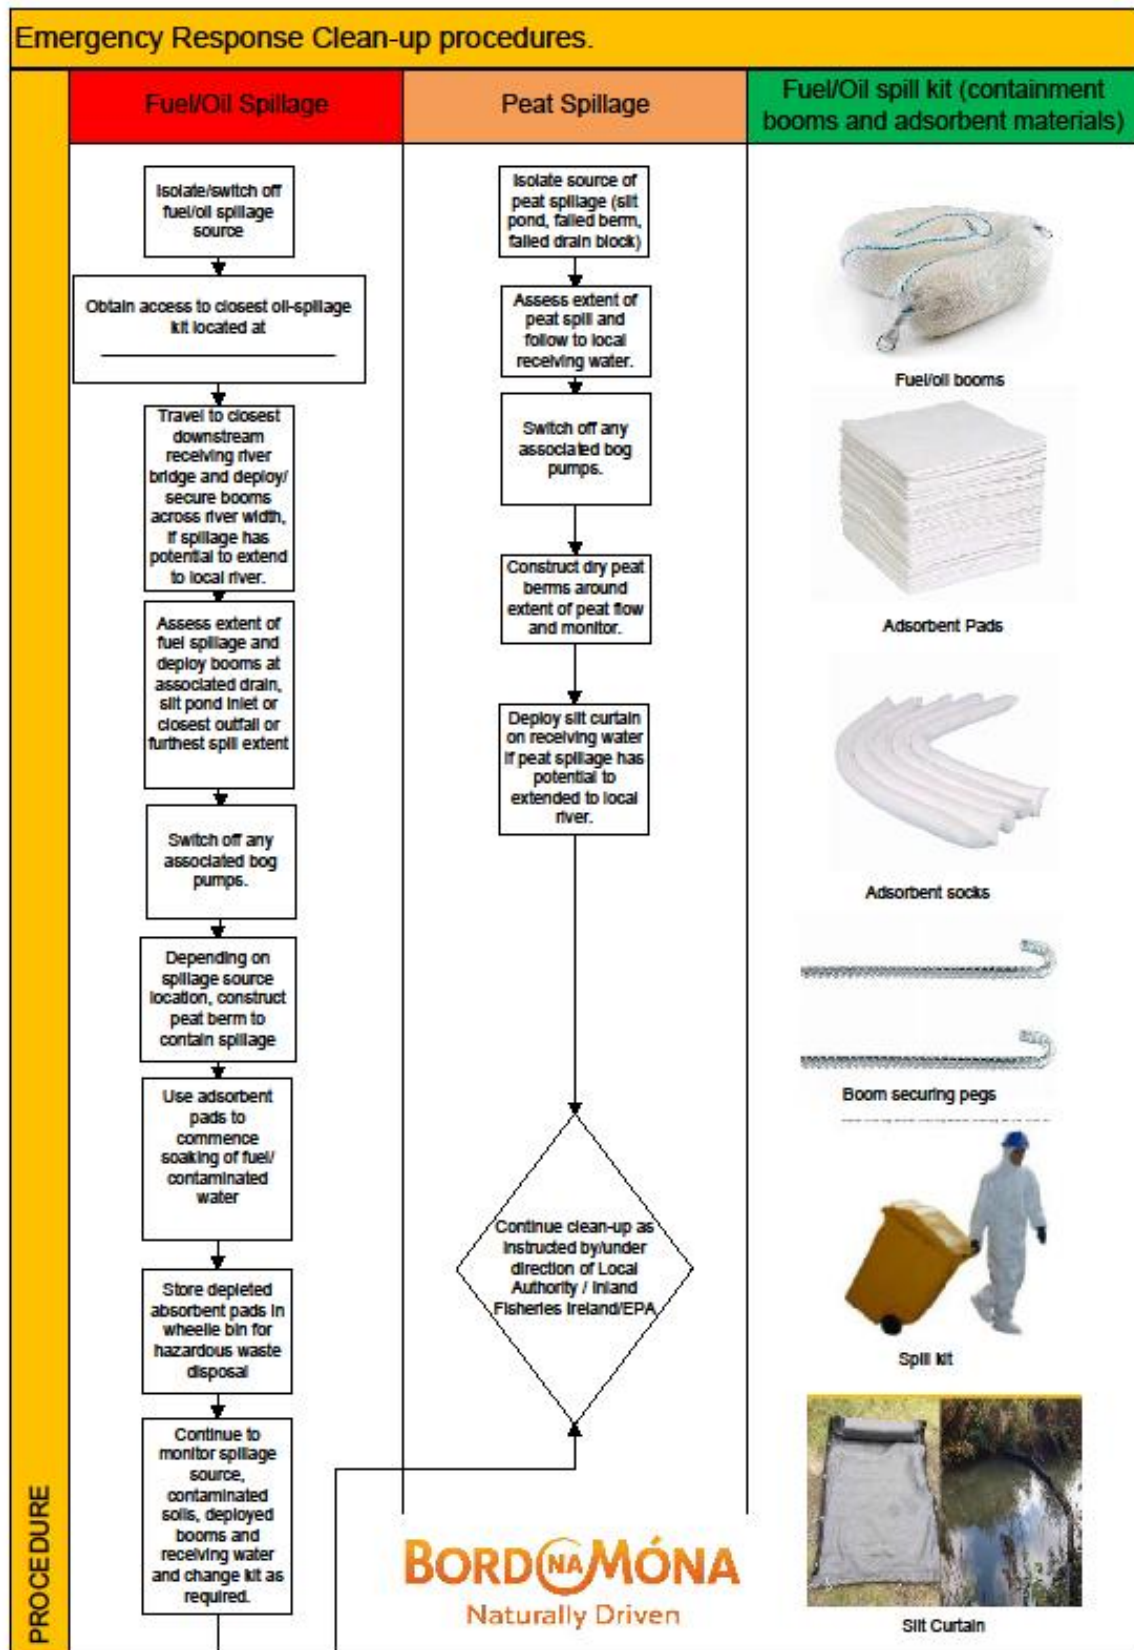 Emergency Response Clean-up procedures.
Fuel/Oil Spillage
Peat Spillage
Fuel/Oil spill kit (containment
booms and adsorbent materials)
PROCEDURE
Isolate/switch off
fuel/oil spillage
source
Obtain access to closest oil-spillage
kit located at
Travel to closest
downstream
receiving river
bridge and deploy/
secure booms
across river width,
if spillage has
potential to extend
to local river.
Assess extent of
fuel spillage and
deploy booms at
associated drain,
silt pond inlet or
closest outfall or
furthest spill extent
Switch off any
associated bog
pumps.
Depending on
spillage source
location, construct
peat berm to
contain spillage
Use adsorbent
pads to
commence
soaking of fuel/
contaminated
water
Store depleted
absorbent pads in
wheelie bin for
hazardous waste
disposal
Continue to
monitor spillage
source,
contaminated
soils, deployed
booms and
receiving water
and change kit as
required.
Isolate source of
peat spillage (silt
pond, failed berm,
failed drain block)
Assess extent of
peat spill and
follow to local
receiving water.
Switch off any
associated bog
pumps.
Construct dry peat
berms around
extent of peat flow
and monitor.
Deploy silt curtain
on receiving water
if peat spillage has
potential to
extended to local
river.
Continue clean-up as
instructed by/under
direction of Local
Authority / Inland
Fisheries Ireland/EPA
BORD NA MÓNA
Naturally Driven
Fuel/oil booms
Adsorbent Pads
Adsorbent socks
Boom securing pegs
Spill kit
Silt Curtain